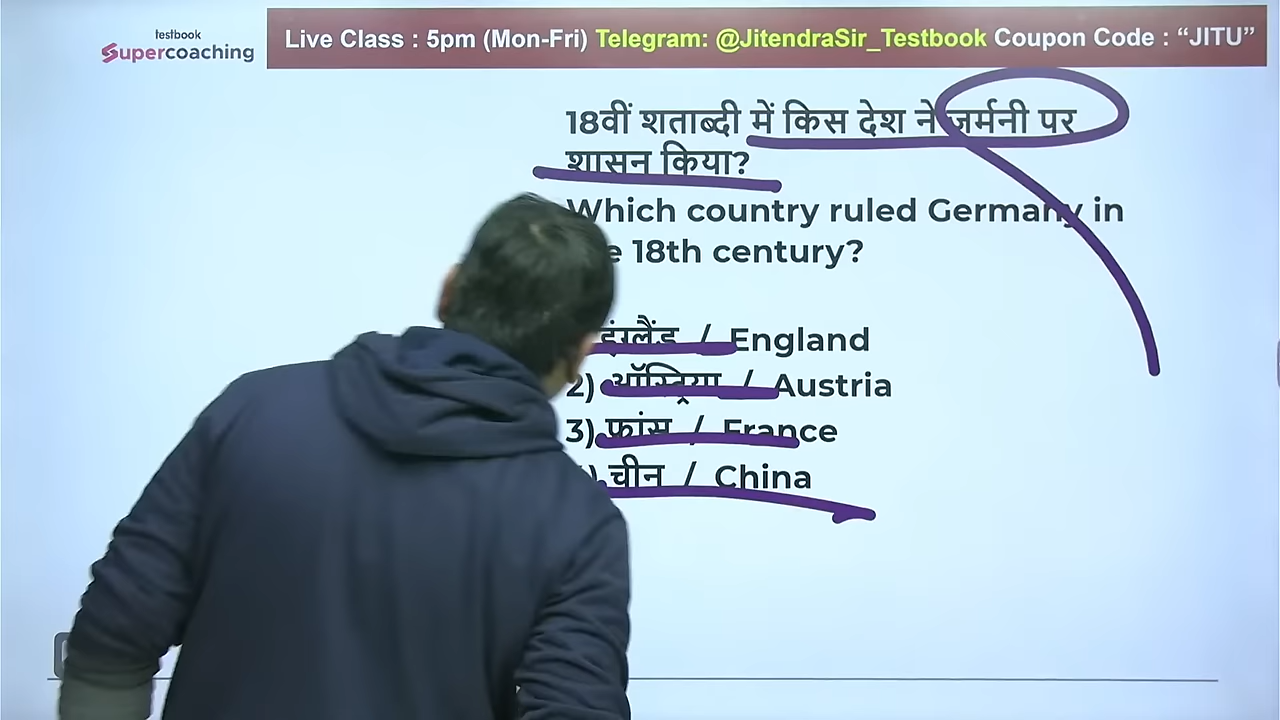 testbook
Supercoaching
Live Class : 5pm (Mon-Fri) Telegram: @JitendraSir_Testbook Coupon Code : “JITU”
18वीं शताब्दी में किस देश ने जर्मनी पर
शासन किया?
Which country ruled Germany in
18th century?
इंग्लैंड / England
2) ऑस्ट्रिया / Austria
3) फ्रांस / France
चीन / China